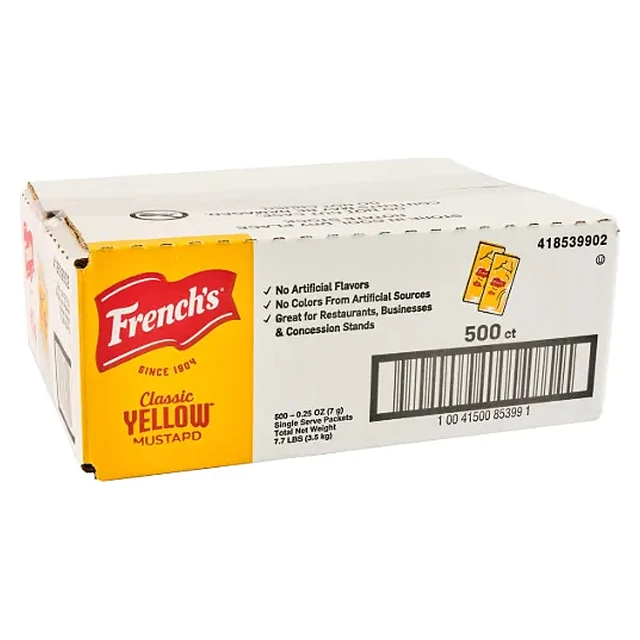 French's®
SINCE 1904
Classic
YELLOW
MUSTARD
✓ No Artificial Flavors
✓ No Colors From Artificial Sources
✓ Great for Restaurants, Businesses
& Concession Stands
500 – 0.25 OZ (7 g)
Single Serve Packets
Total Net Weight
7.7 LBS (3.5 kg)
418539902
500 ct
1 00 41500 85399 1